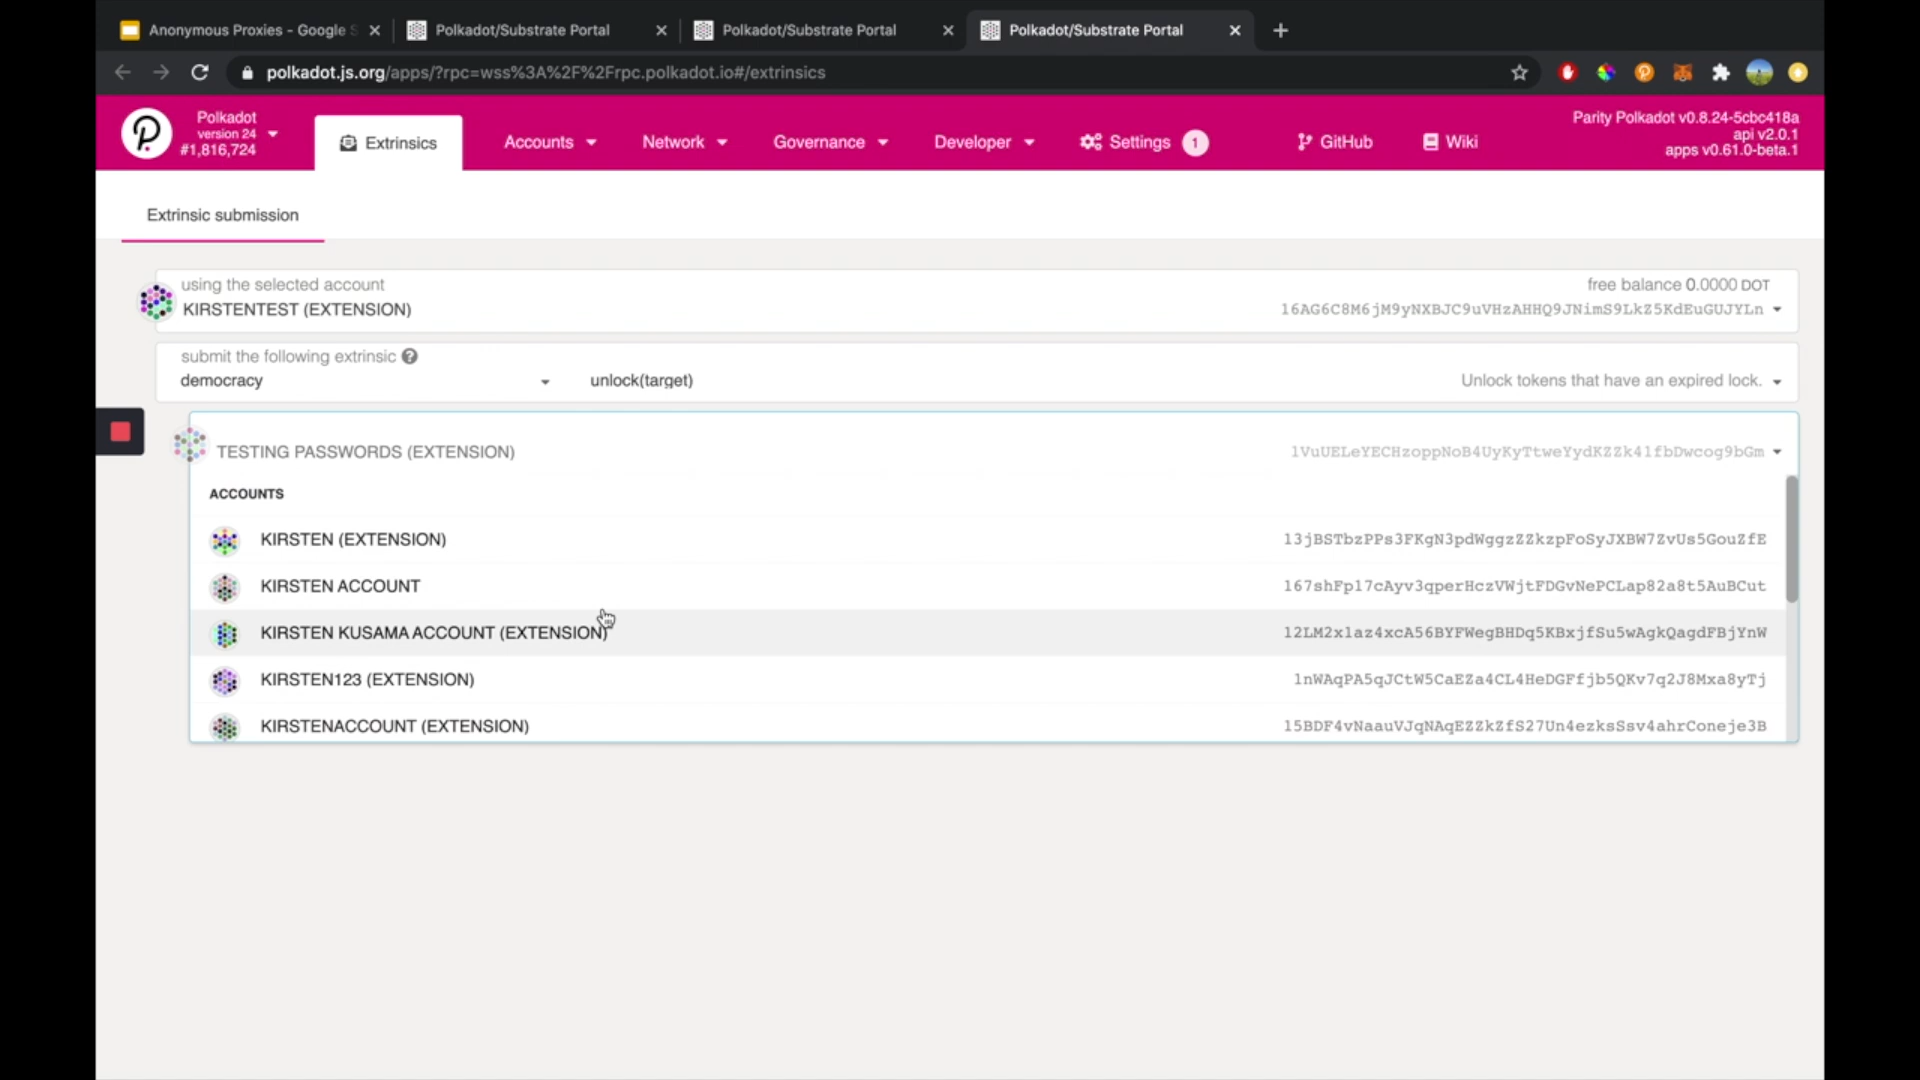 Anonymous Proxies - Google S
Polkadot/Substrate Portal
Polkadot/Substrate Portal
Polkadot/Substrate Portal
polkadot.js.org/apps/?rpc=wss%3A%2F%2Frpc.polkadot.io#/extrinsics
Polkadot
version 24
#1,816,724
Extrinsics
Accounts
Network
Governance
Developer
Settings
1
GitHub
Wiki
Parity Polkadot v0.8.24-5cbc418a
api v2.0.1
apps v0.61.0-beta.1
Extrinsic submission
using the selected account
free balance 0.0000 DOT
KIRSTENTEST (EXTENSION)
16AG6C8M6jM9yNXBJC9uVHzAHHQ9JNimS9LkZ5KdEuGUJYLn
submit the following extrinsic
democracy
unlock(target)
Unlock tokens that have an expired lock.
TESTING PASSWORDS (EXTENSION)
1VuUELeYECHzoppNoB4UyKyTtweYydKZZk41fbDwcog9bGm
ACCOUNTS
KIRSTEN (EXTENSION)
13jBSTbzPPs3FKgN3pdWggzZZkzpFoSyJXBW7ZvUs5GouZfE
KIRSTEN ACCOUNT
167shFp17cAyv3qperHczVWjtFDGvNePCLap82a8t5AuBCut
KIRSTEN KUSAMA ACCOUNT (EXTENSION)
12LM2x1az4xcA56BYFWegBHDq5KBxjfSu5wAgkQagdFBjYnW
KIRSTEN123 (EXTENSION)
1nWAqPA5qJCtW5CaEZa4CL4HeDGFfjb5QKv7q2J8Mxa8yTj
KIRSTENACCOUNT (EXTENSION)
15BDF4vNaauVJqNAqEZZkZfS27Un4ezksSsv4ahrConeje3B